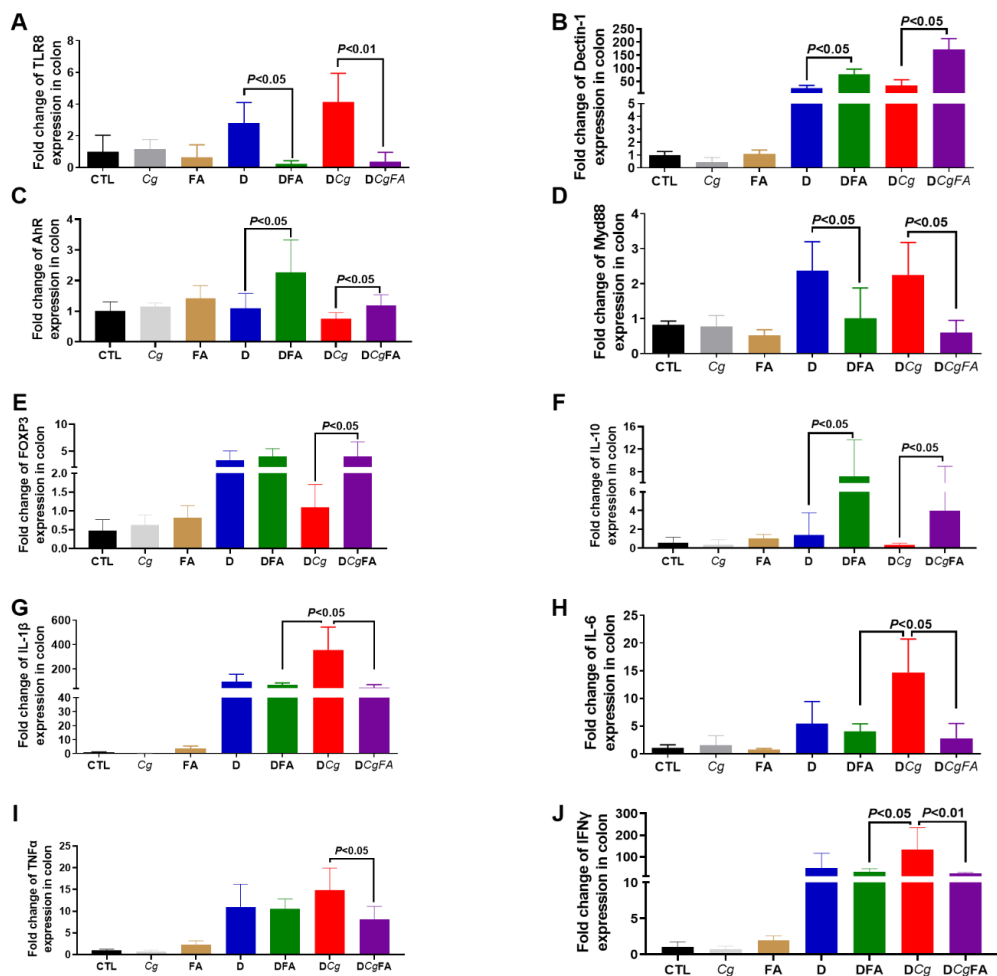 A
Fold change of TLR8
expression in colon
8
6
4
2
0
P<0.05
P<0.01
CTL Cg FA D DFA DCg DCgFA
B
Fold change of Dectin-1
expression in colon
250
200
150
100
50
5
4
3
2
1
0
P<0.05
P<0.05
CTL Cg FA D DFA DCg DCgFA
C
Fold change of AhR
expression in colon
4
3
2
1
0
P<0.05
P<0.05
CTL Cg FA D DFA DCg DCgFA
D
Fold change of Myd88
expression in colon
4
3
2
1
0
P<0.05
P<0.05
CTL Cg FA D DFA DCg DCgFA
E
Fold change of FOXP3
expression in colon
10
5
2.0
1.5
1.0
0.5
0.0
P<0.05
CTL Cg FA D DFA DCg DCgFA
F
Fold change of IL-10
expression in colon
16
12
8
6
4
2
0
P<0.05
P<0.05
CTL Cg FA D DFA DCg DCgFA
G
Fold change of IL-1β
expression in colon
600
400
200
40
30
20
10
0
P<0.05
CTL Cg FA D DFA DCg DCgFA
H
Fold change of IL-6
expression in colon
25
20
15
10
5
0
P<0.05
CTL Cg FA D DFA DCg DCgFA
I
Fold change of TNFα
expression in colon
25
20
15
10
5
0
P<0.05
CTL Cg FA D DFA DCg DCgFA
J
Fold change of IFNγ
expression in colon
300
200
100
10
5
0
P<0.05
P<0.01
CTL Cg FA D DFA DCg DCgFA